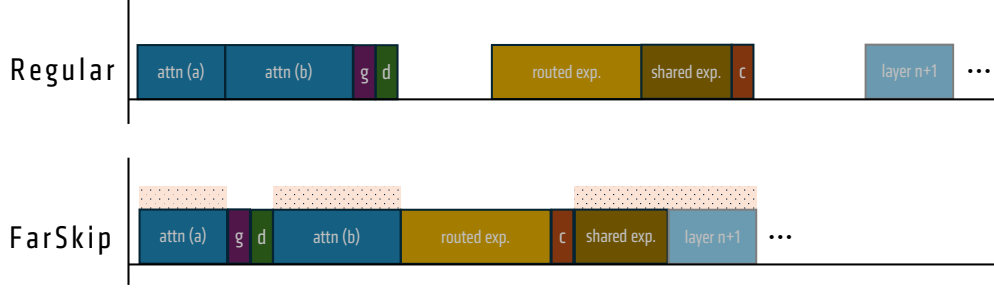 Regular attn (a) attn (b) g d routed exp. shared exp. c layer n+1 ...
FarSkip attn (a) g d attn (b) routed exp. c shared exp. layer n+1 ...